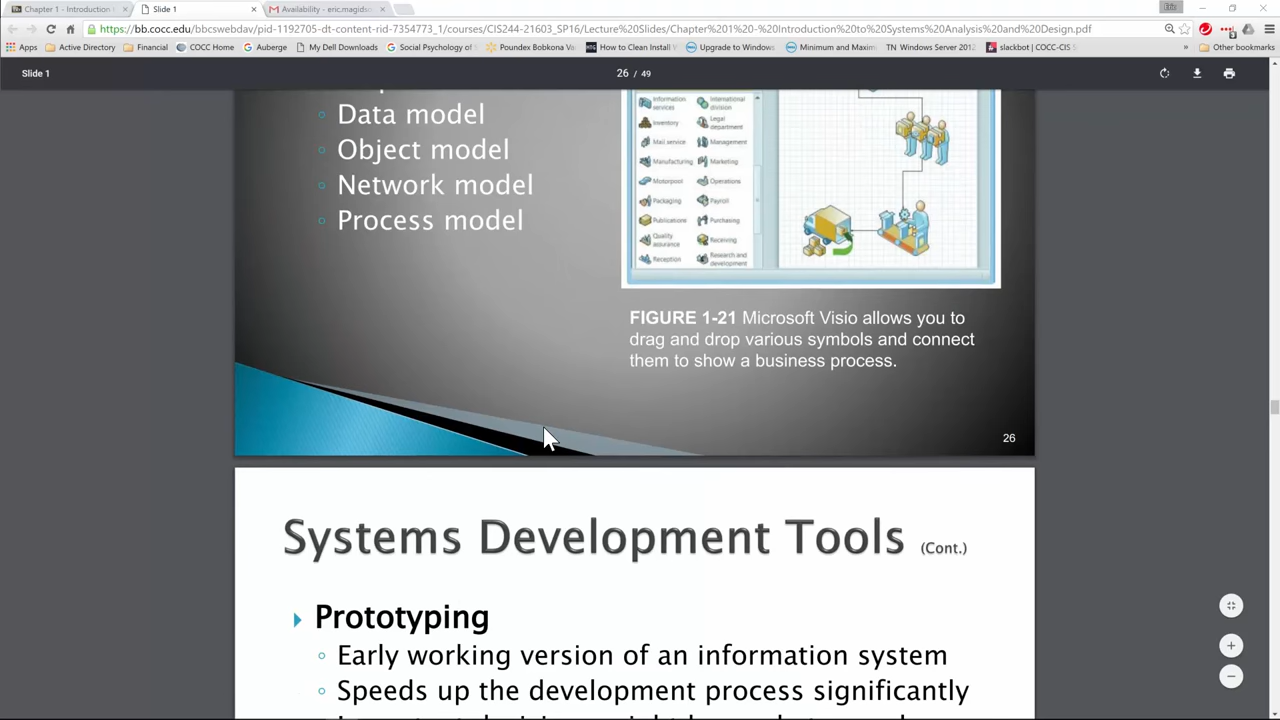 Chapter 1 - Introduction
Slide 1
Availability - eric.magids
https://bb.cocc.edu/bbcswebdav/pid-1192705-dt-content-rid-7354773_1/courses/CIS244-21603_SP16/Lecture%20Slides/Chapter%201%20-%20Introduction%20to%20Systems%20Analysis%20and%20Design.pdf
Apps Active Directory Financial COCC Home Auberge My Dell Downloads Social Psychology of Poundex Bobkona Va How to Clean Install W Upgrade to Windows Minimum and Maxim TN Windows Server 2012 slackbot | COCC-CIS S » Other bookmarks
Slide 1
26 / 49
Data model
Object model
Network model
Process model
Information services
International division
Inventory
Legal department
Mail service
Management
Manufacturing
Marketing
Motorpool
Operations
Packaging
Payroll
Publications
Purchasing
Quality assurance
Receiving
Reception
Research and development
FIGURE 1-21 Microsoft Visio allows you to
drag and drop various symbols and connect
them to show a business process.
26
Systems Development Tools (Cont.)
Prototyping
Early working version of an information system
Speeds up the development process significantly